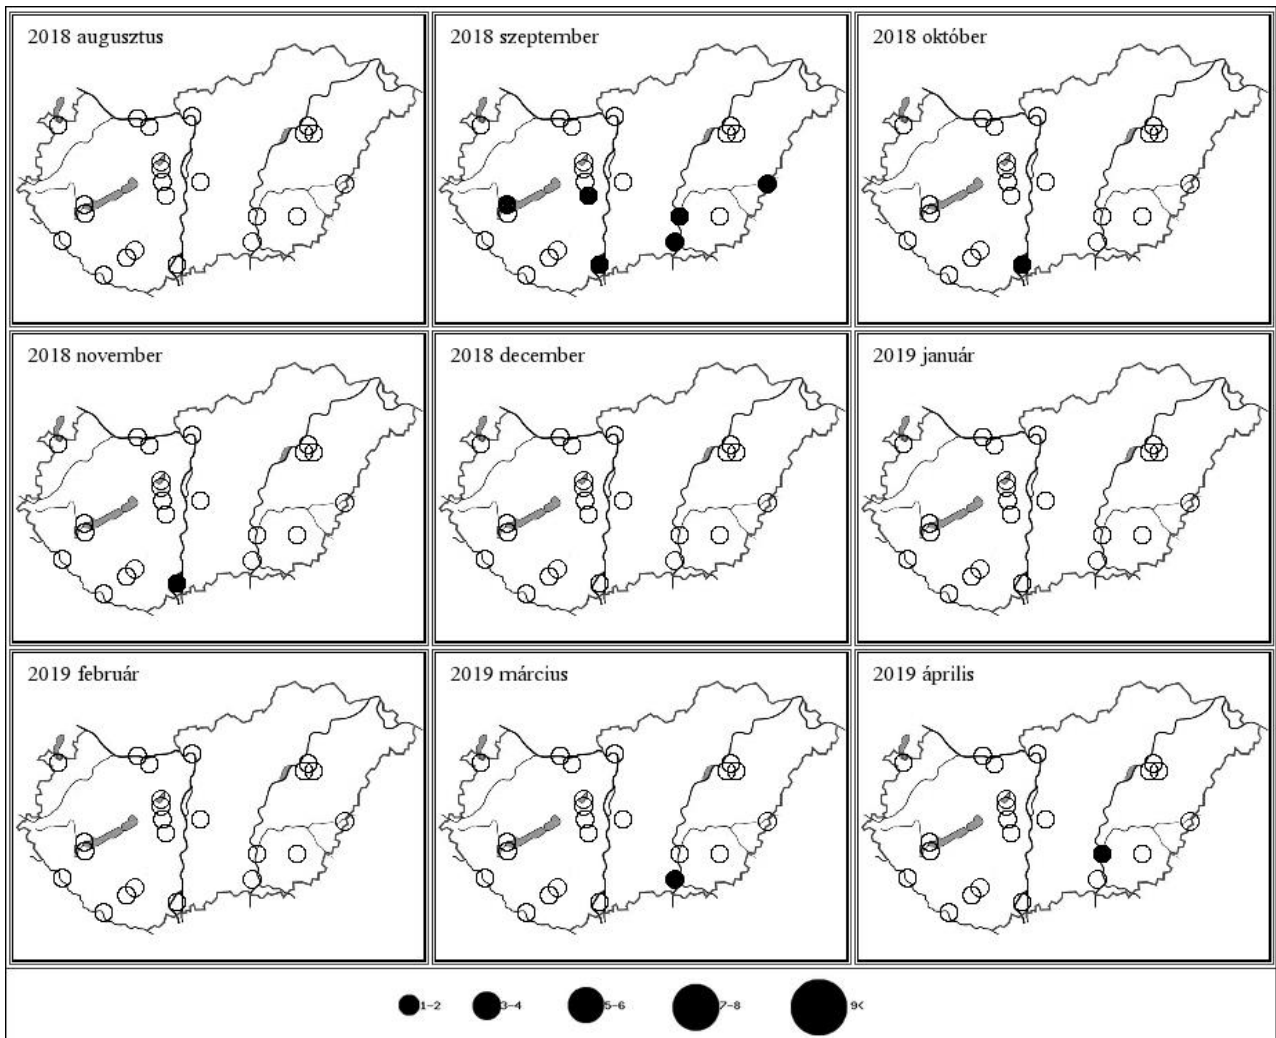 2018 augusztus
2018 szeptember
2018 október
2018 november
2018 december
2019 január
2019 február
2019 március
2019 április
1-2 3-4 5-6 7-8 9<